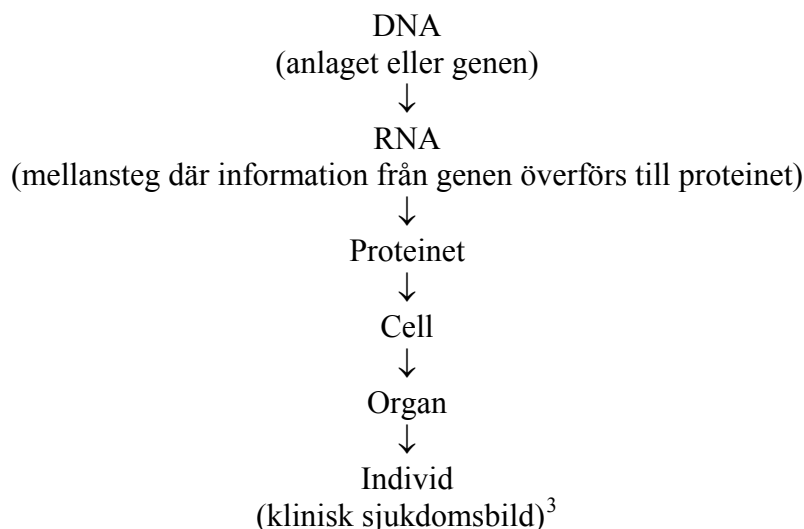 DNA
(anlaget eller genen)
↓
RNA
(mellansteg där information från genen överförs till proteinet)
↓
Proteinet
↓
Cell
↓
Organ
↓
Individ
(klinisk sjukdomsbild)³